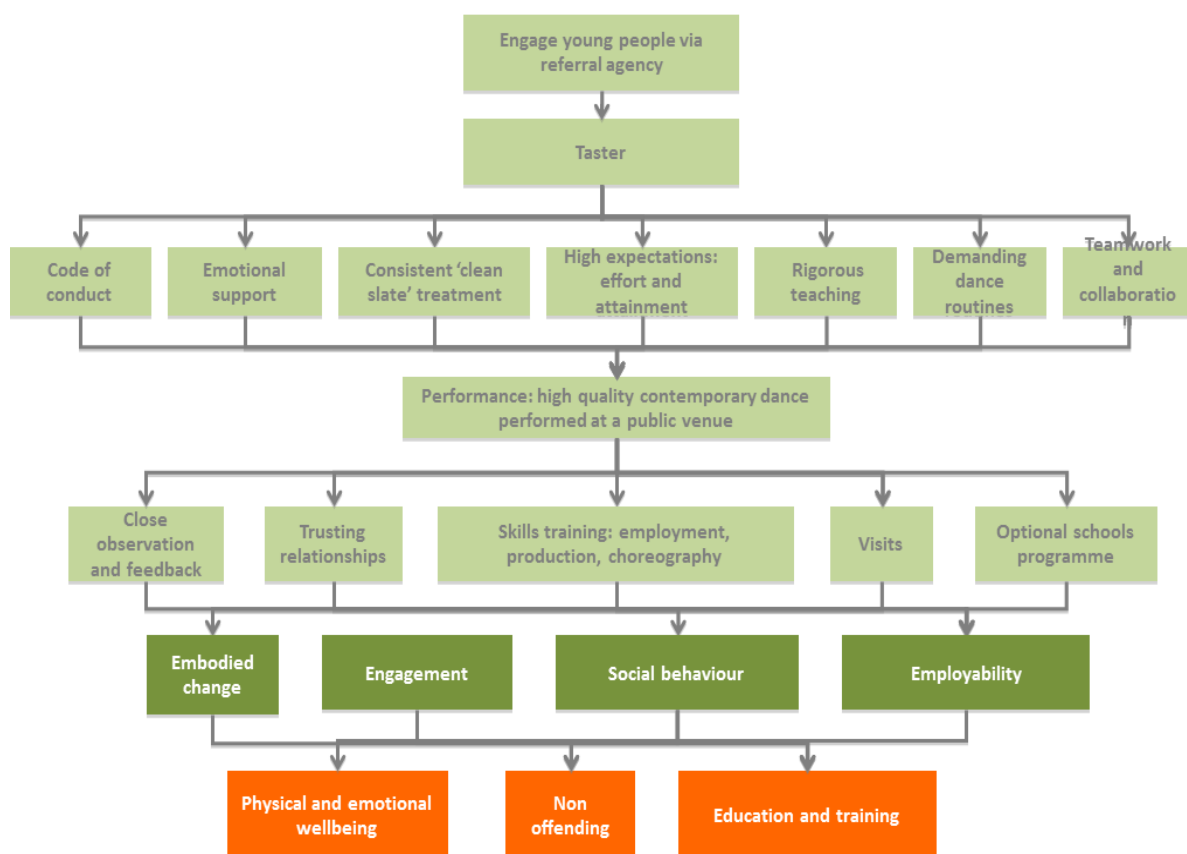 Engage young people via
referral agency
Taster
Code of
conduct
Emotional
support
Consistent ‘clean
slate’ treatment
High expectations:
effort and
attainment
Rigorous
teaching
Demanding
dance
routines
Teamwork
and
collaboratio
n
Performance: high quality contemporary dance
performed at a public venue
Close
observation
and feedback
Trusting
relationships
Skills training: employment,
production, choreography
Visits
Optional schools
programme
Embodied
change
Engagement
Social behaviour
Employability
Physical and emotional
wellbeing
Non
offending
Education and training